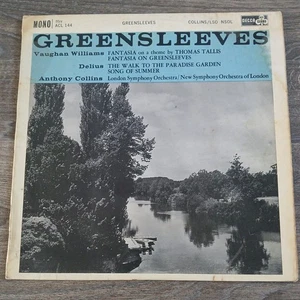 MONO ACL 144 GREENSLEEVES COLLINS/LSO NSOL DECCO
GREENSLEEVES
Vaughan Williams FANTASIA on a theme by THOMAS TALLIS
FANTASIA ON GREENSLEEVES
Delius THE WALK TO THE PARADISE GARDEN
SONG OF SUMMER
Anthony Collins London Symphony Orchestra/New Symphony Orchestra of London